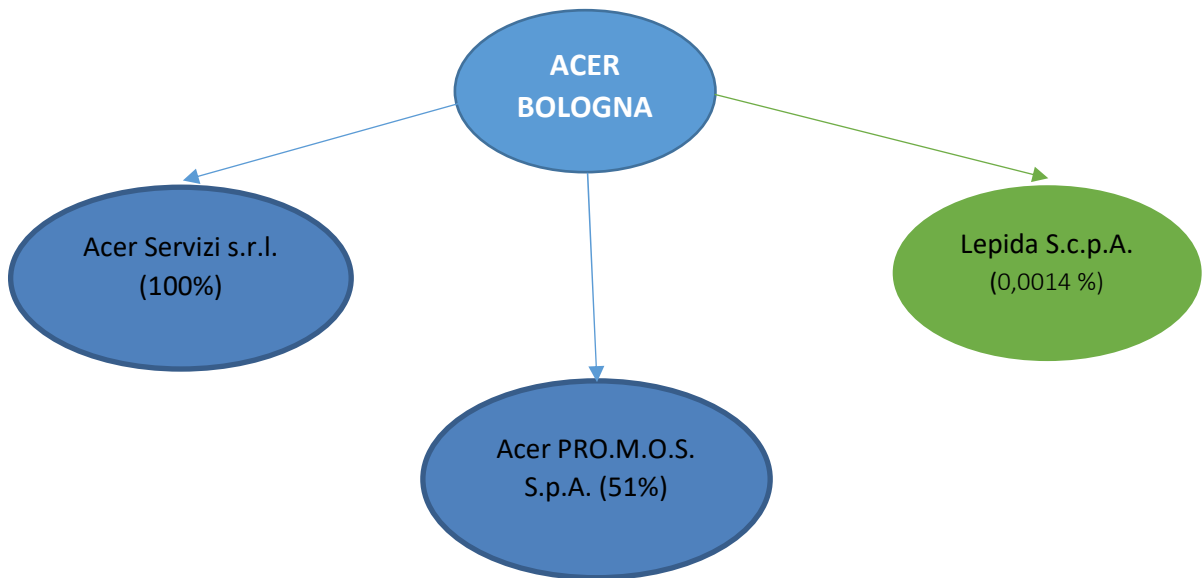 ACER
BOLOGNA
Acer Servizi s.r.l.
(100%)
Lepida S.c.p.A.
(0,0014 %)
Acer PRO.M.O.S.
S.p.A. (51%)